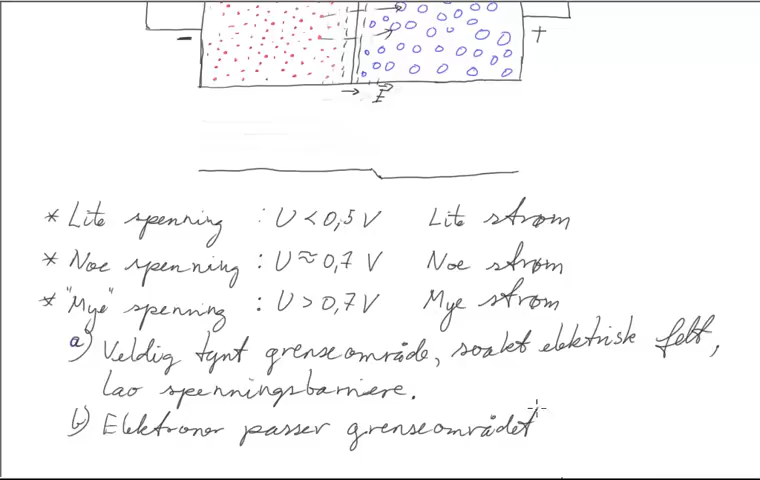 - +
E
* Lite spenning : U < 0,5 V Lite strøm
* Noe spenning : U ≈ 0,7 V Noe strøm
* "Mye" spenning : U > 0,7 V Mye strøm
a) Veldig tynt grenseområde, svakt elektrisk felt,
lav spenningsbarriere.
b) Elektroner passer grenseområdet